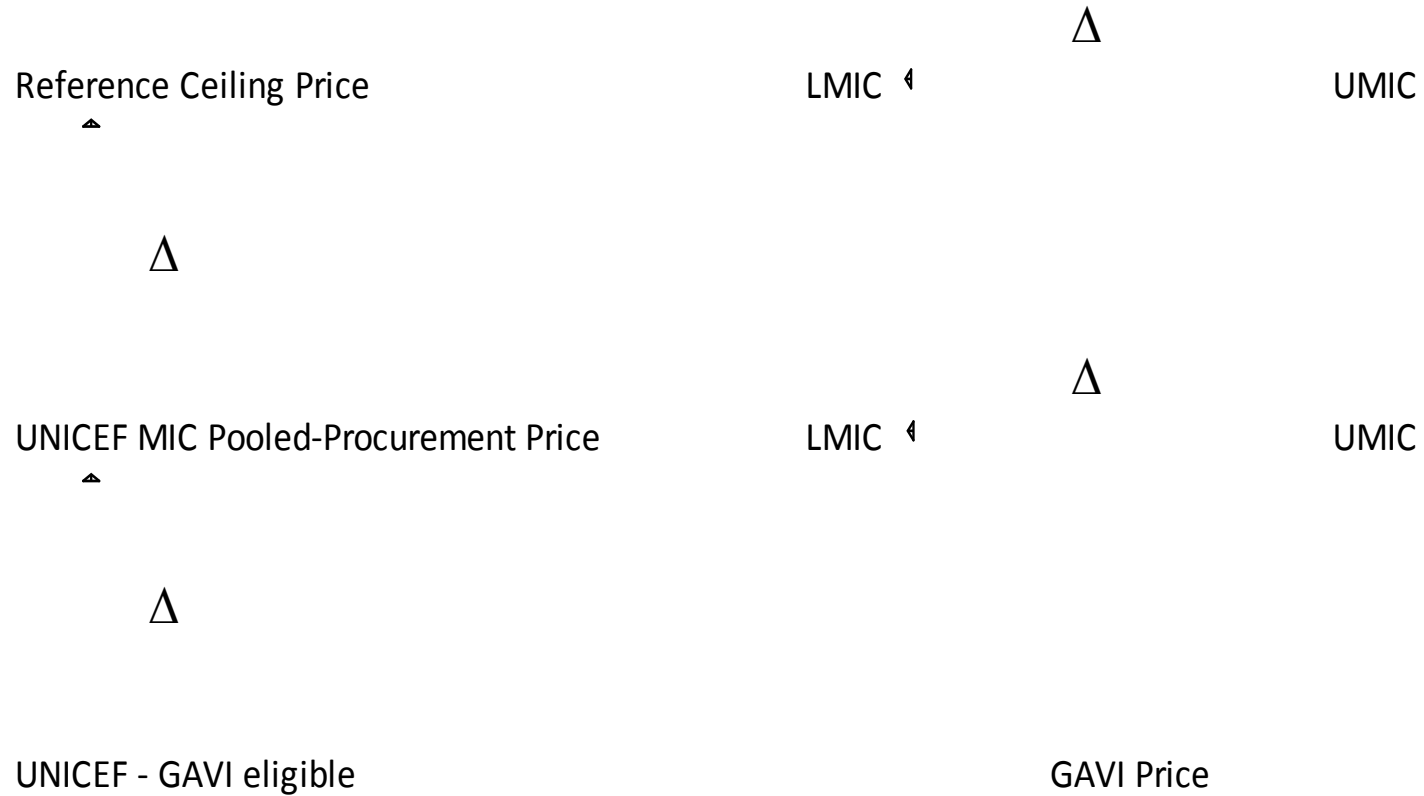 Δ
Reference Ceiling Price LMIC UMIC
Δ
Δ
UNICEF MIC Pooled-Procurement Price LMIC UMIC
Δ
UNICEF - GAVI eligible GAVI Price